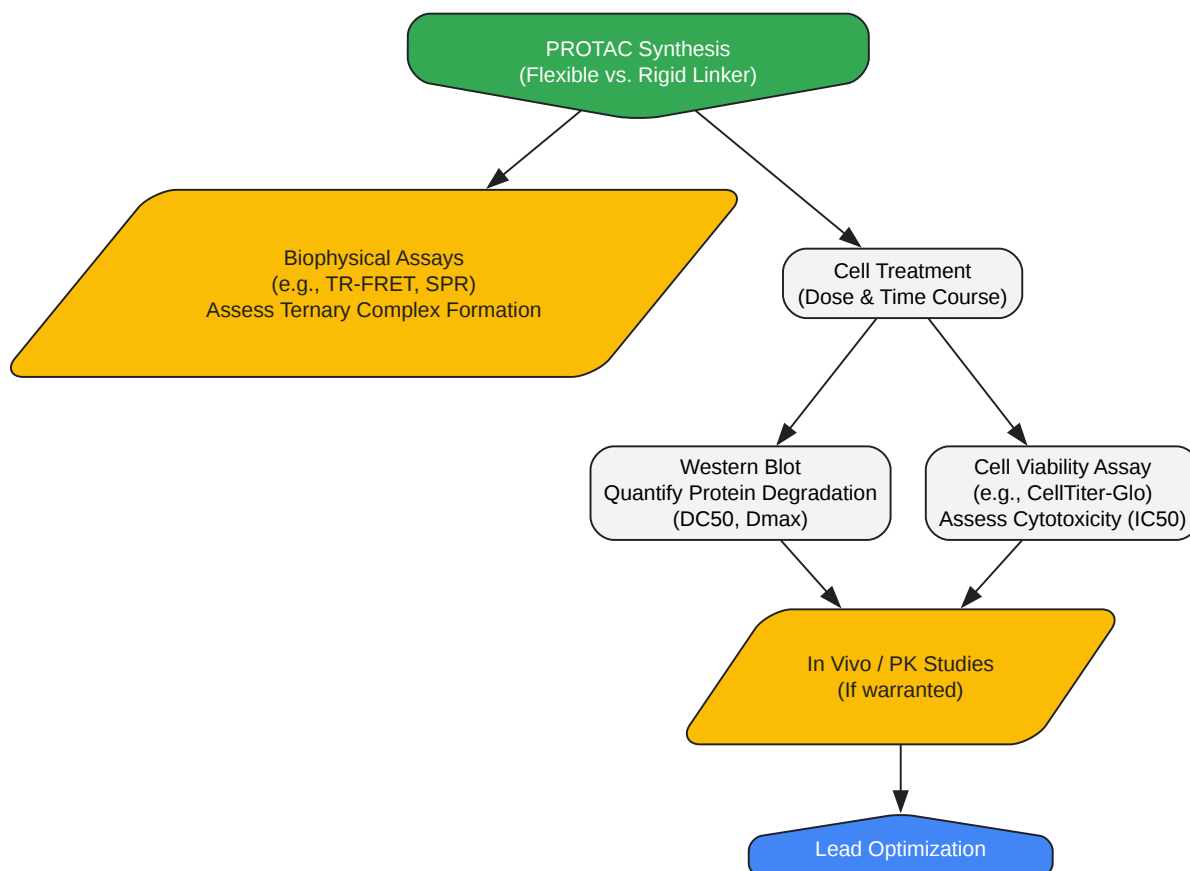 PROTAC Synthesis
(Flexible vs. Rigid Linker)
Biophysical Assays
(e.g., TR-FRET, SPR)
Assess Ternary Complex Formation
Cell Treatment
(Dose & Time Course)
Western Blot
Quantify Protein Degradation
(DC50, Dmax)
Cell Viability Assay
(e.g., CellTiter-Glo)
Assess Cytotoxicity (IC50)
In Vivo / PK Studies
(If warranted)
Lead Optimization